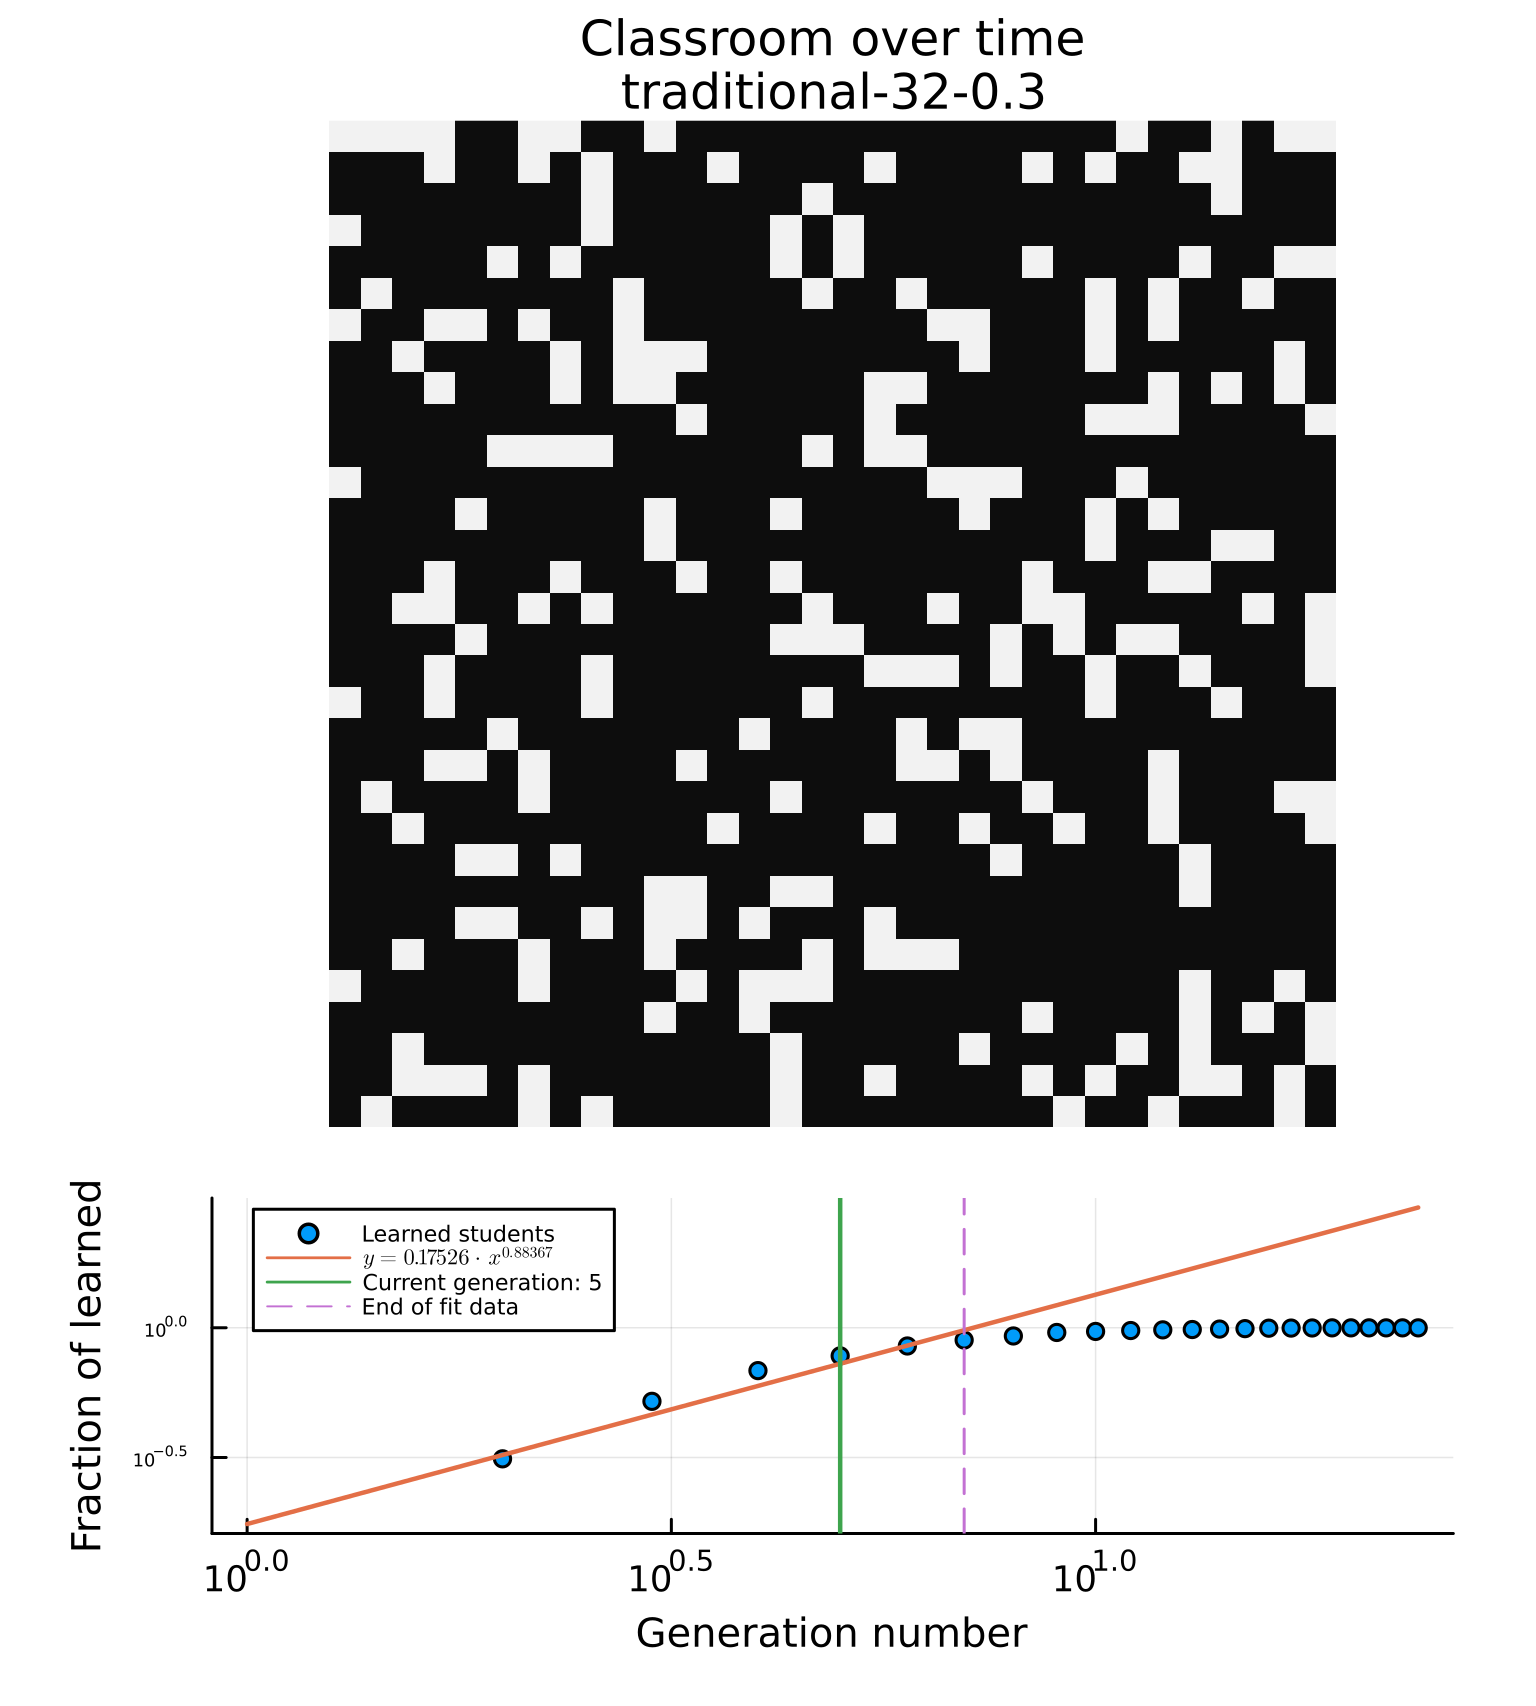 Classroom over time
traditional-32-0.3
Fraction of learned
Learned students
y = 0.17526 · x^0.88367
Current generation: 5
End of fit data
10^0.0
10^−0.5
10^0.0
10^0.5
10^1.0
Generation number